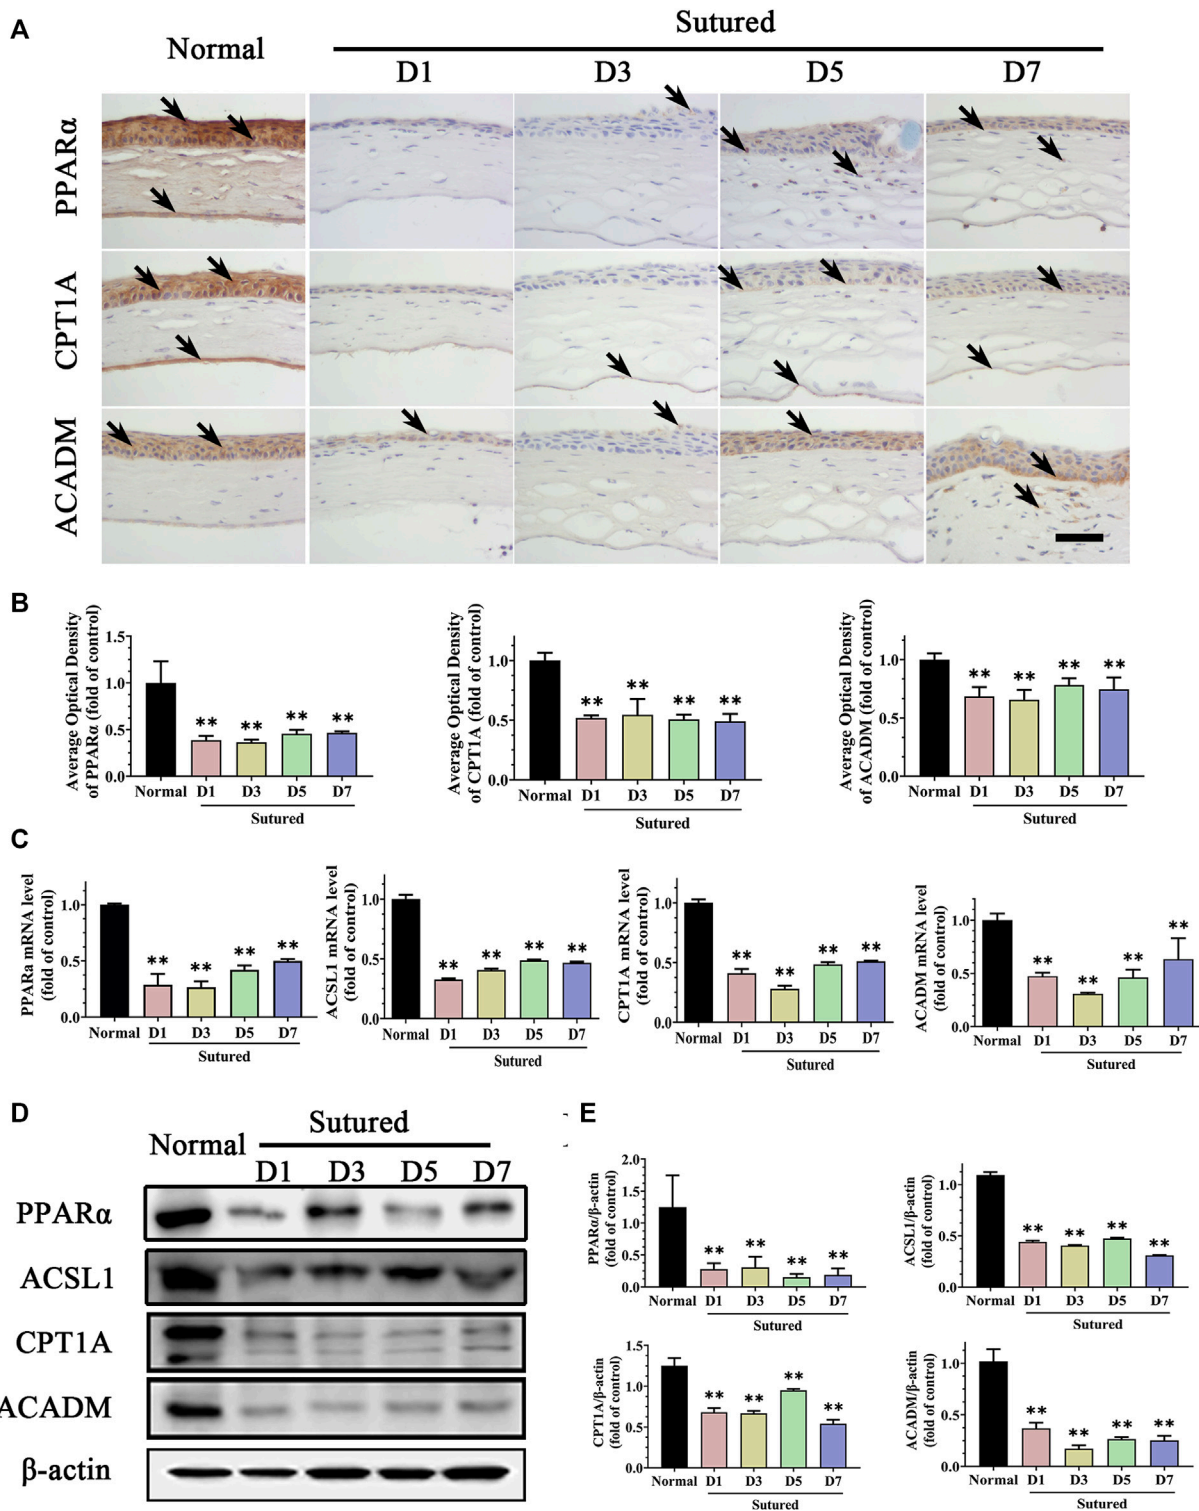 A
Normal
Sutured
D1 D3 D5 D7
PPARα
CPT1A
ACADM
B
Average Optical Density
of PPARα (fold of control)
1.5
1.0
0.5
0.0
Normal D1 D3 D5 D7
Sutured
** ** ** **
Average Optical Density
of CPT1A (fold of control)
1.0
0.5
0.0
Normal D1 D3 D5 D7
Sutured
** ** ** **
Average Optical Density
of ACADM (fold of control)
1.0
0.5
0.0
Normal D1 D3 D5 D7
Sutured
** ** ** **
C
PPARa mRNA level
(fold of control)
1.0
0.5
0.0
Normal D1 D3 D5 D7
Sutured
** ** ** **
ACSL1 mRNA level
(fold of control)
1.0
0.5
0.0
Normal D1 D3 D5 D7
Sutured
** ** ** **
CPT1A mRNA level
(fold of control)
1.0
0.5
0.0
Normal D1 D3 D5 D7
Sutured
** ** ** **
ACADM mRNA level
(fold of control)
1.0
0.5
0.0
Normal D1 D3 D5 D7
Sutured
** ** ** **
D
Normal
Sutured
D1 D3 D5 D7
PPARα
ACSL1
CPT1A
ACADM
β-actin
E
PPARα/β-actin
(fold of control)
2.0
1.5
1.0
0.5
0.0
Normal D1 D3 D5 D7
Sutured
** ** ** **
ACSL1/β-actin
(fold of control)
1.0
0.5
0.0
Normal D1 D3 D5 D7
Sutured
** ** ** **
CPT1A/β-actin
(fold of control)
1.5
1.0
0.5
0.0
Normal D1 D3 D5 D7
Sutured
** ** ** **
ACADM/β-actin
(fold of control)
1.0
0.5
0.0
Normal D1 D3 D5 D7
Sutured
** ** ** **